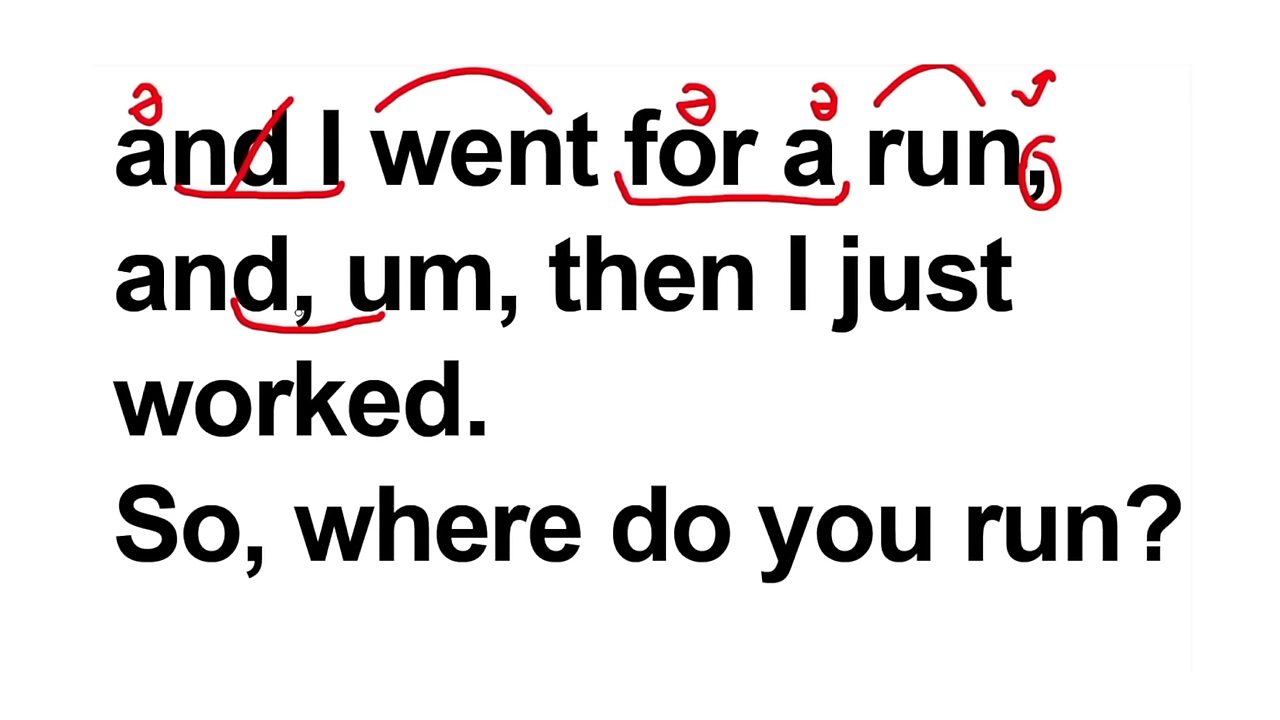 and I went for a run,
and, um, then I just
worked.
So, where do you run?